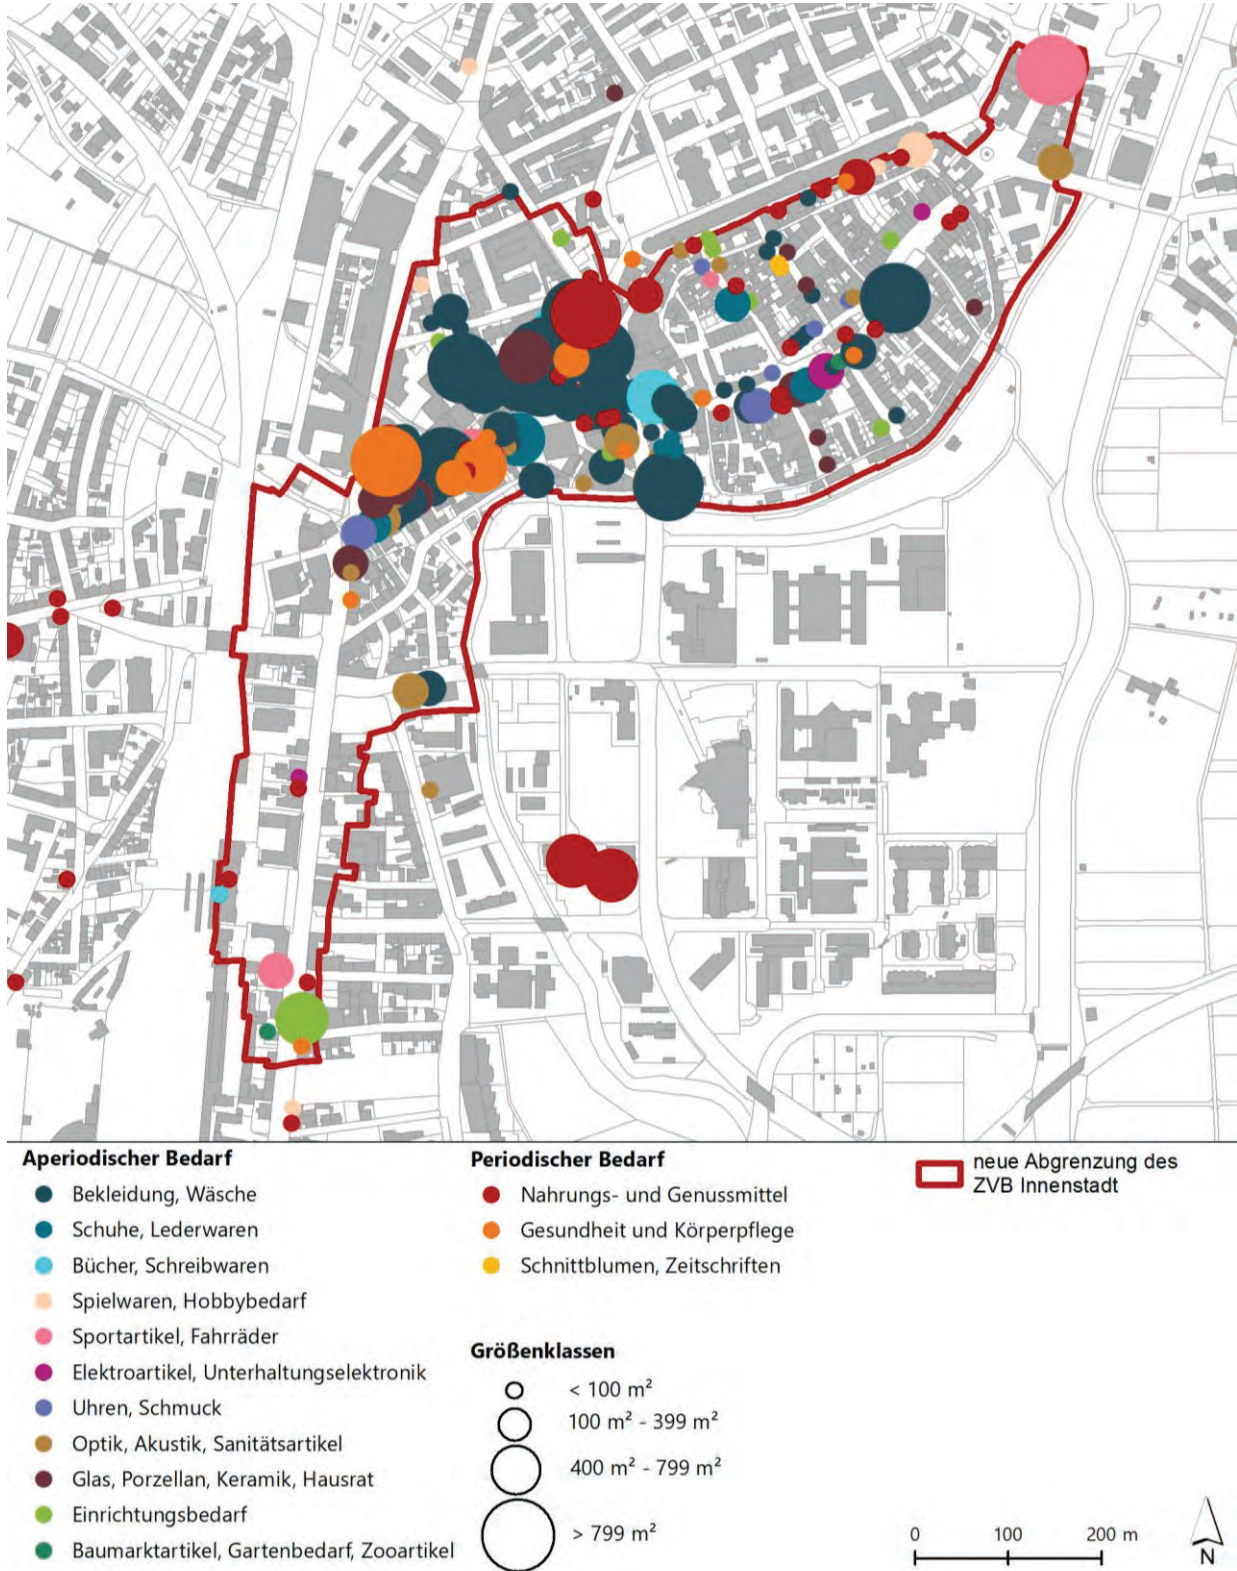 Aperiodischer Bedarf
Bekleidung, Wäsche
Schuhe, Lederwaren
Bücher, Schreibwaren
Spielwaren, Hobbybedarf
Sportartikel, Fahrräder
Elektroartikel, Unterhaltungselektronik
Uhren, Schmuck
Optik, Akustik, Sanitätsartikel
Glas, Porzellan, Keramik, Hausrat
Einrichtungsbedarf
Baumarktartikel, Gartenbedarf, Zooartikel
Periodischer Bedarf
Nahrungs- und Genussmittel
Gesundheit und Körperpflege
Schnittblumen, Zeitschriften
Größenklassen
< 100 m²
100 m² - 399 m²
400 m² - 799 m²
> 799 m²
neue Abgrenzung des
ZVB Innenstadt
0 100 200 m
N